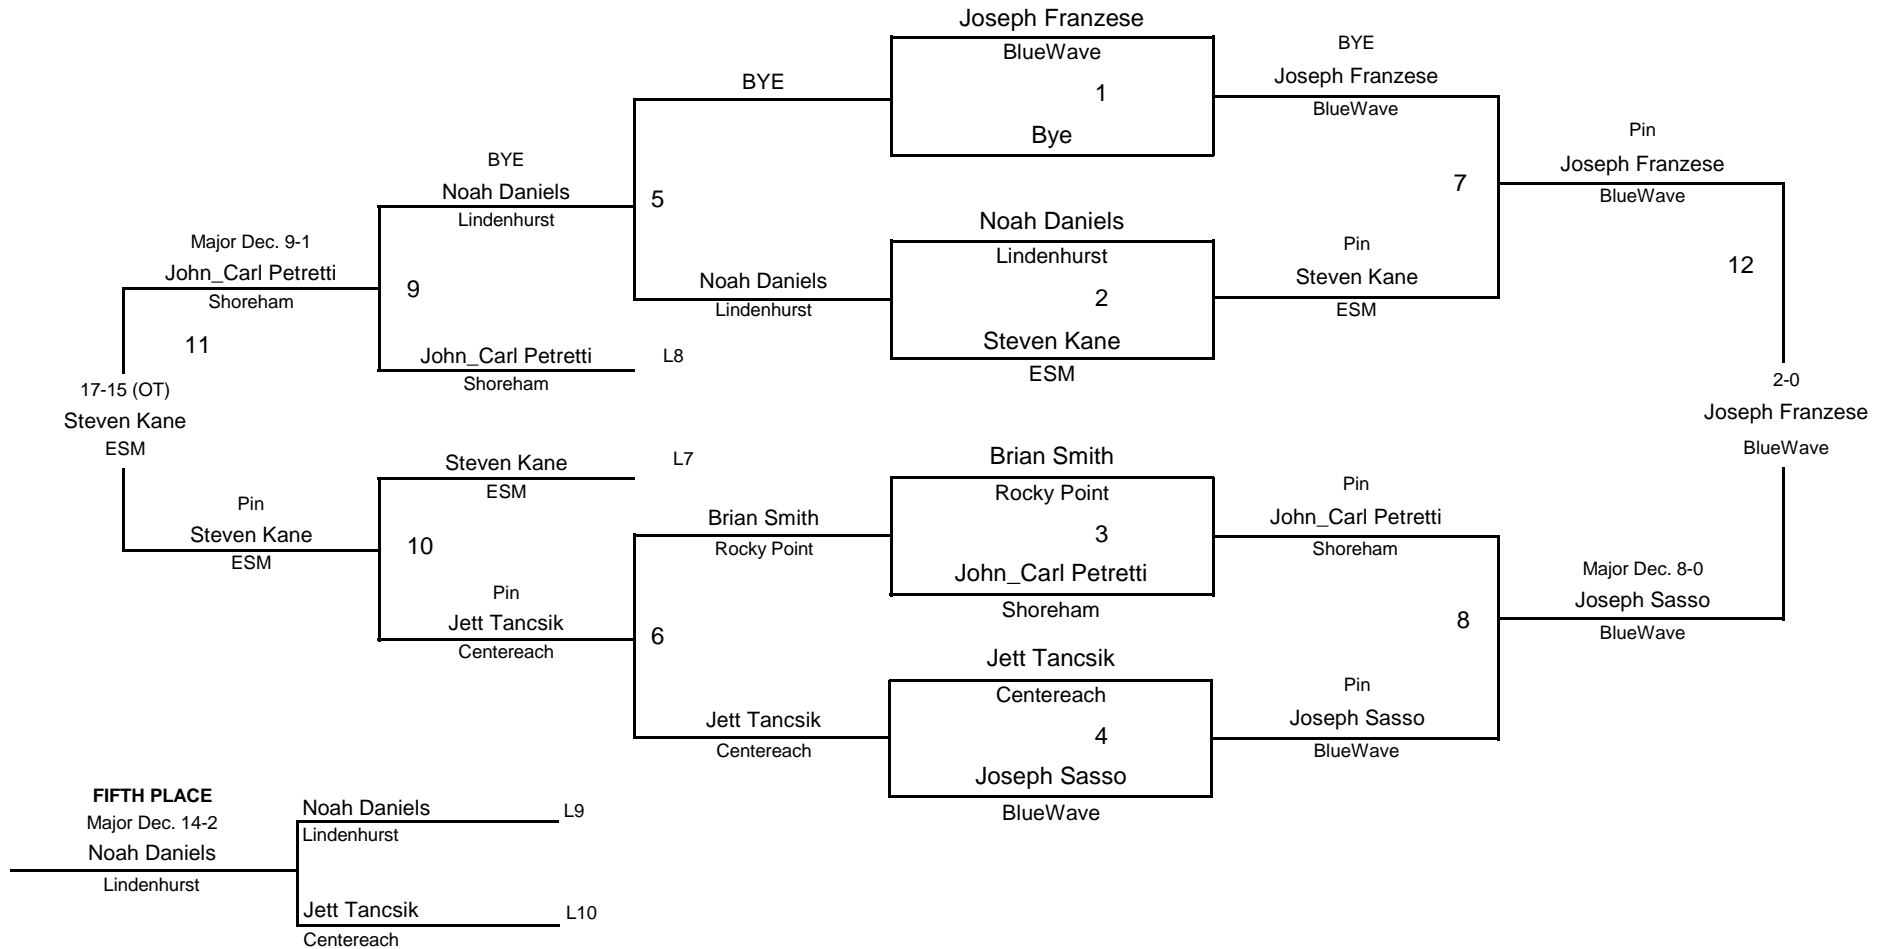 Joseph Franzese
BlueWave
1
Bye
BYE
Joseph Franzese
BlueWave
BYE
Noah Daniels
Lindenhurst
2
Steven Kane
ESM
Noah Daniels
Lindenhurst
Pin
Steven Kane
ESM
7
Pin
Joseph Franzese
BlueWave
12
5
BYE
Noah Daniels
Lindenhurst
9
Major Dec. 9-1
John_Carl Petretti
Shoreham
John_Carl Petretti
L8
Shoreham
11
17-15 (OT)
Steven Kane
ESM
2-0
Joseph Franzese
BlueWave
Steven Kane
L7
ESM
Pin
Steven Kane
ESM
10
Pin
Jett Tancsik
Centereach
6
Brian Smith
Rocky Point
Brian Smith
Rocky Point
3
John_Carl Petretti
Shoreham
Pin
John_Carl Petretti
Shoreham
8
Major Dec. 8-0
Joseph Sasso
BlueWave
Jett Tancsik
Centereach
Jett Tancsik
Centereach
4
Joseph Sasso
BlueWave
Pin
Joseph Sasso
BlueWave
FIFTH PLACE
Major Dec. 14-2
Noah Daniels
Lindenhurst
Noah Daniels
L9
Lindenhurst
Jett Tancsik
L10
Centereach